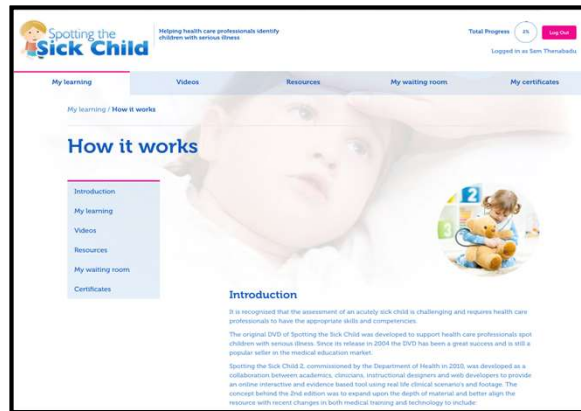 Spotting the
Sick Child
Helping health care professionals identify
children with serious illness
Total Progress
Log Out
Logged in as Sam Thenabadu
My learning
Videos
Resources
My waiting room
My certificates
My learning / How it works
How it works
Introduction
My learning
Videos
Resources
My waiting room
Certificates
2
3
Introduction
It is recognised that the assessment of an acutely sick child is challenging and requires health care
professionals to have the appropriate skills and competencies.
The original DVD of Spotting the Sick Child was developed to support health care professionals spot
children with serious illness. Since its release in 2004 the DVD has been a great success and is still a
popular seller in the medical education market.
Spotting the Sick Child 2, commissioned by the Department of Health in 2010, was developed as a
collaboration between academics, clinicians, instructional designers and web developers to provide
an online interactive and evidence based tool using real life clinical scenarios and footage. The
concept behind the 2nd edition was to expand upon the depth of material and better align the
resource with recent changes in both medical training and technology to include: